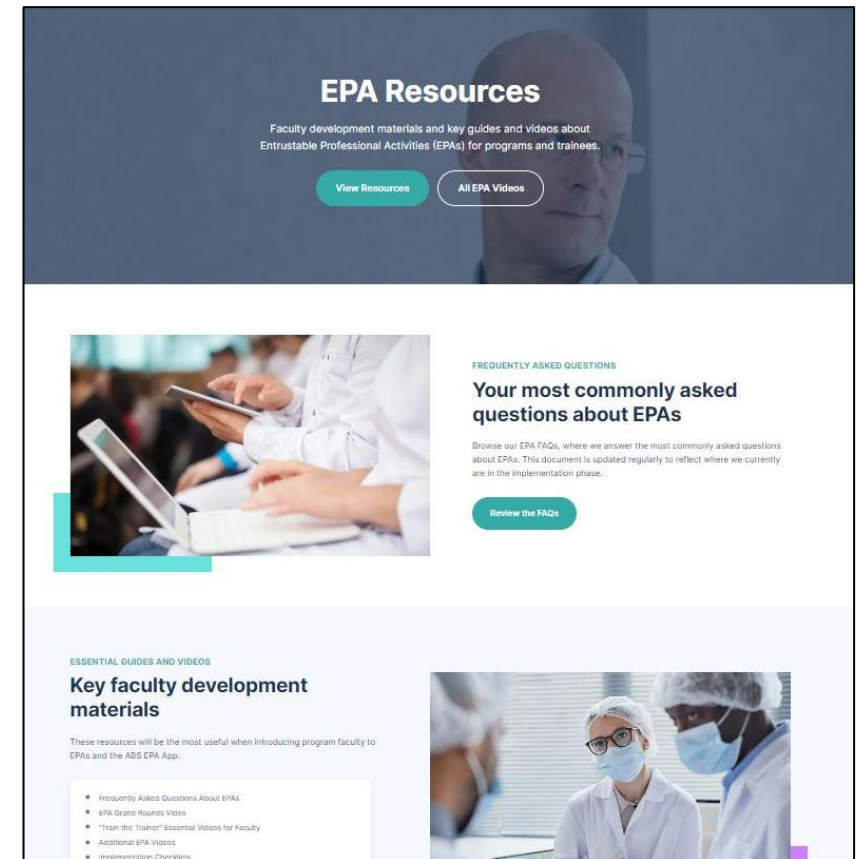 EPA Resources
Faculty development materials and key guides and videos about
Entrustable Professional Activities (EPAs) for programs and trainees.
View Resources
All EPA Videos
FREQUENTLY ASKED QUESTIONS
Your most commonly asked
questions about EPAs
Browse our EPA FAQs, where we answer the most commonly asked questions
about EPAs. This document is updated regularly to reflect where we currently
are in the implementation phase.
Review the FAQs
ESSENTIAL GUIDES AND VIDEOS
Key faculty development
materials
These resources will be the most useful when introducing program faculty to
EPAs and the ABS EPA App.
Frequently Asked Questions About EPAs
EPA Grand Rounds Video
"Train the Trainer" Essential Videos for Faculty
Additional EPA Videos
Implementation Checklists